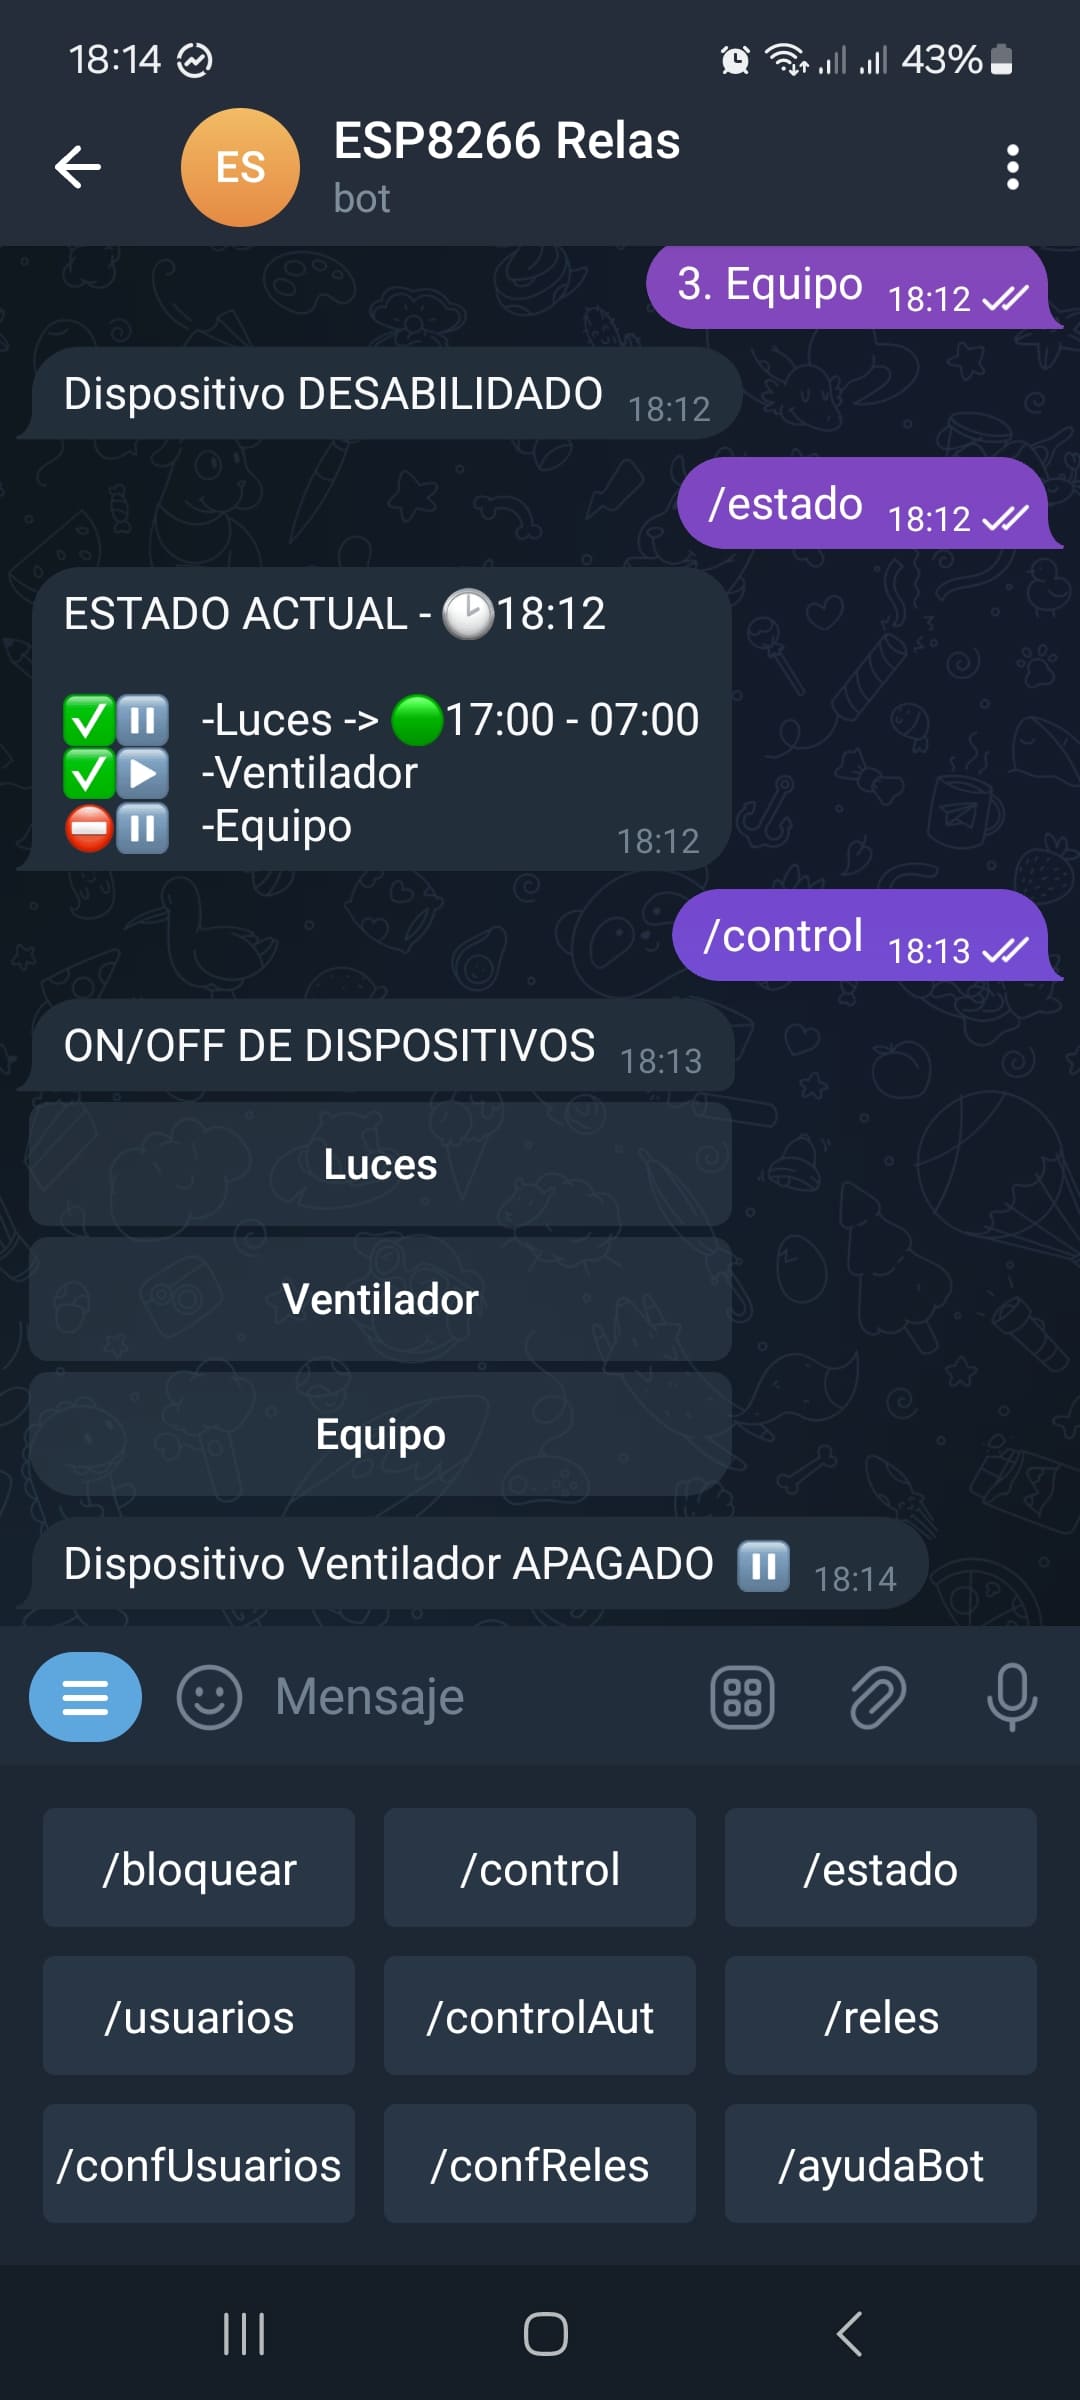 18:14
43%
ES
ESP8266 Relas
bot
3. Equipo 18:12
Dispositivo DESABILIDADO 18:12
/estado 18:12
ESTADO ACTUAL - 🕑18:12
✅⏸ -Luces -> 🟢17:00 - 07:00
✅▶ -Ventilador
⛔⏸ -Equipo 18:12
/control 18:13
ON/OFF DE DISPOSITIVOS 18:13
Luces
Ventilador
Equipo
Dispositivo Ventilador APAGADO ⏸ 18:14
Mensaje
/bloquear /control /estado
/usuarios /controlAut /reles
/confUsuarios /confReles /ayudaBot